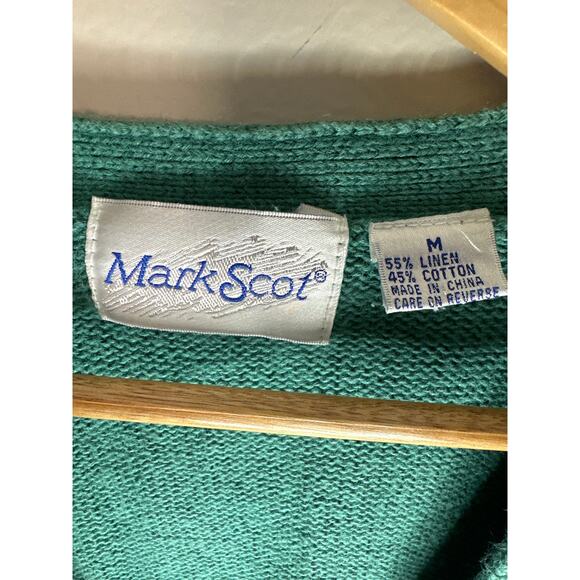 Mark Scot®
M
55% LINEN
45% COTTON
MADE IN CHINA
CARE ON REVERSE